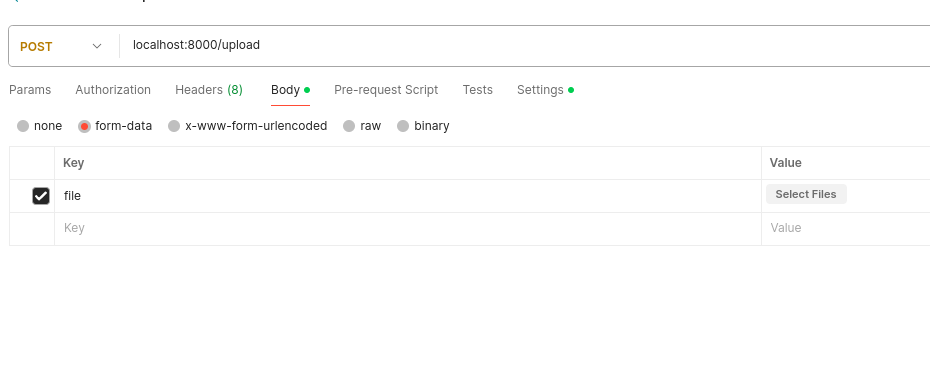 POST localhost:8000/upload
Params Authorization Headers (8) Body Pre-request Script Tests Settings
none form-data x-www-form-urlencoded raw binary
Key Value
file Select Files
Key Value